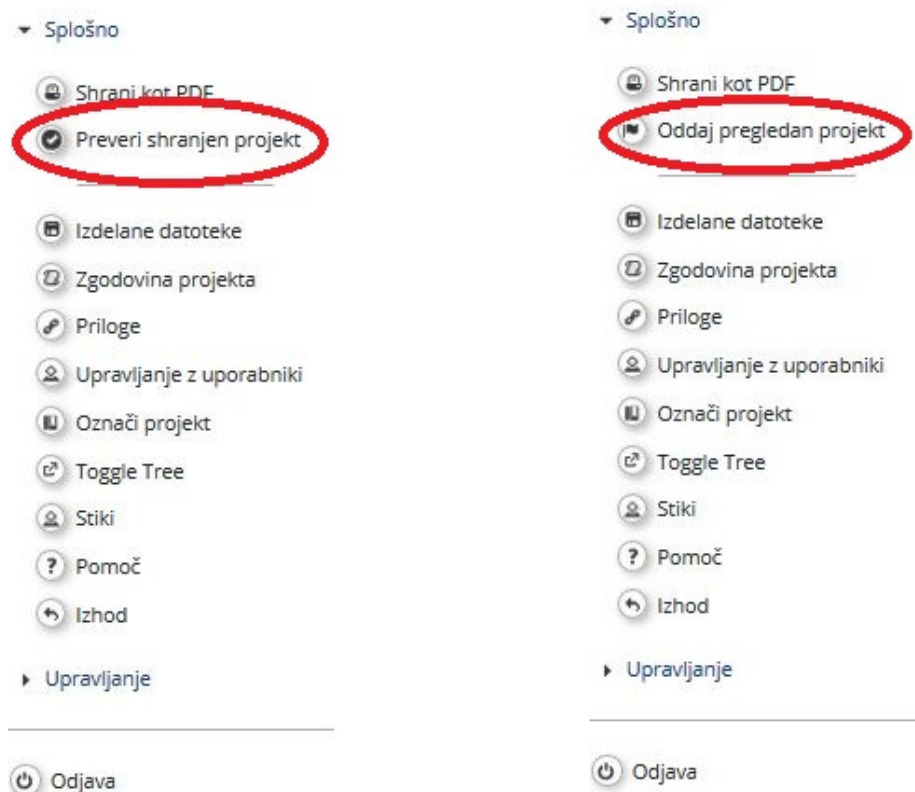 Splošno
Shrani kot PDF
Preveri shranjen projekt
Izdelane datoteke
Zgodovina projekta
Priloge
Upravljanje z uporabniki
Označi projekt
Toggle Tree
Stiki
Pomoč
Izhod
Upravljanje
Odjava
Splošno
Shrani kot PDF
Oddaj pregledan projekt
Izdelane datoteke
Zgodovina projekta
Priloge
Upravljanje z uporabniki
Označi projekt
Toggle Tree
Stiki
Pomoč
Izhod
Upravljanje
Odjava